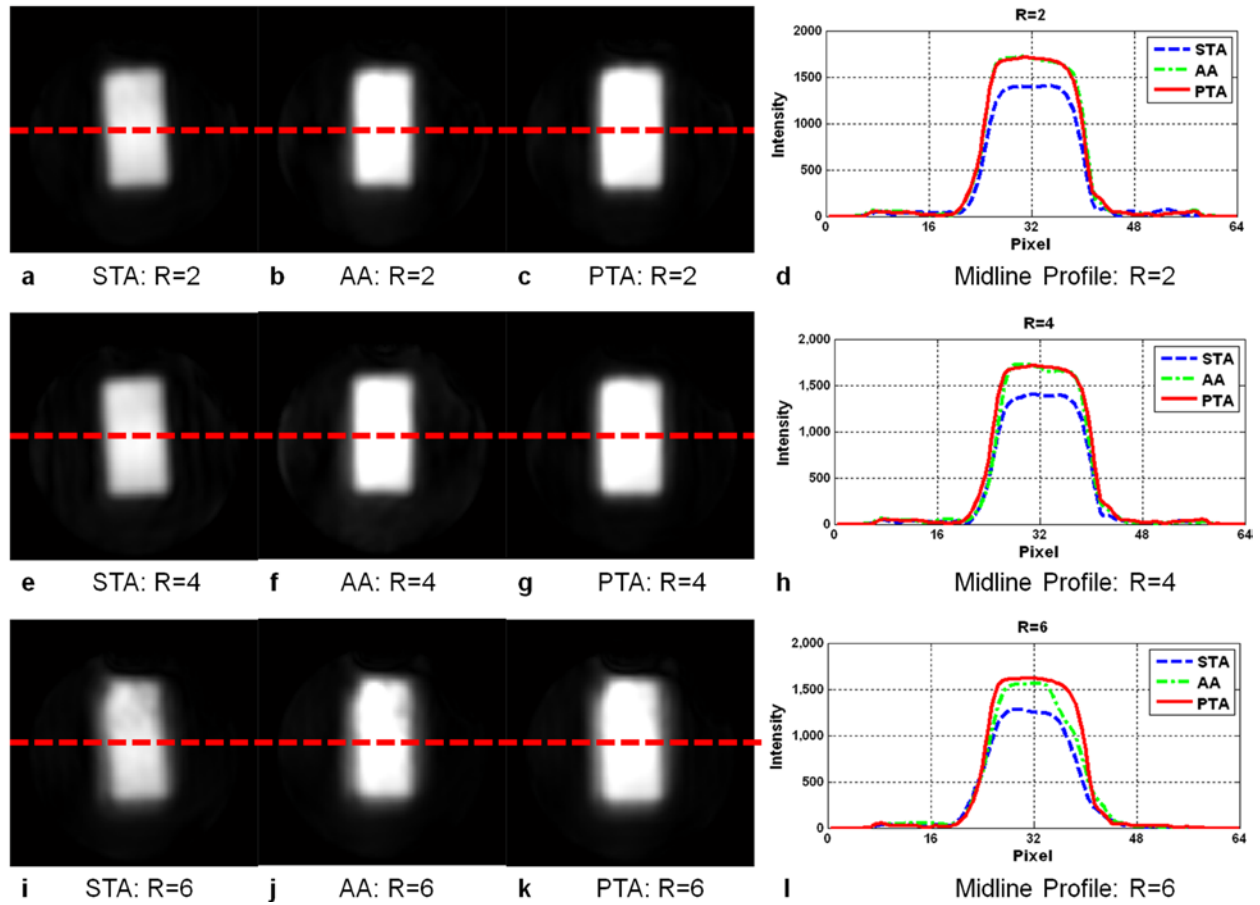 R=2
2000
1500
1000
500
0
Intensity
STA
AA
PTA
0 16 32 48 64
Pixel
a STA: R=2 b AA: R=2 c PTA: R=2 d Midline Profile: R=2
R=4
2,000
1,500
1,000
500
0
Intensity
STA
AA
PTA
0 16 32 48 64
Pixel
e STA: R=4 f AA: R=4 g PTA: R=4 h Midline Profile: R=4
R=6
2,000
1,500
1,000
500
0
Intensity
STA
AA
PTA
0 16 32 48 64
Pixel
i STA: R=6 j AA: R=6 k PTA: R=6 l Midline Profile: R=6